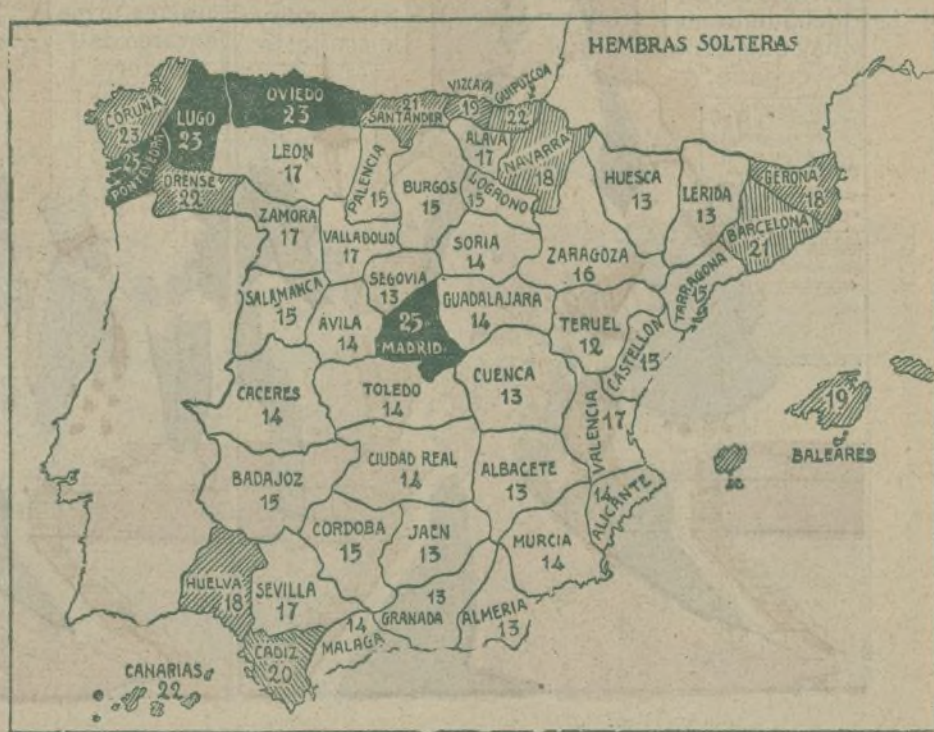 HEMBRAS SOLTERAS
CORUÑA
23
LUGO
23
OVIEDO
23
21
SANTANDER
VIZCAYA
19
GUIPUZCOA
22
PONTEVEDRA
ORENSE
22
LEON
17
PALENCIA
15
BURGOS
15
ALAVA
17
LOGROÑO
15
NAVARRA
18
HUESCA
13
LERIDA
13
GERONA
18
BARCELONA
21
ZAMORA
17
VALLADOLID
17
SORIA
14
ZARAGOZA
16
TARRAGONA
SEGOVIA
13
SALAMANCA
15
ÁVILA
14
25
MADRID
GUADALAJARA
14
TERUEL
12
CASTELLON
15
CACERES
14
TOLEDO
14
CUENCA
13
VALENCIA
17
19
BALEARES
BADAJOZ
15
CIUDAD REAL
14
ALBACETE
13
14
ALICANTE
CORDOBA
15
JAEN
13
MURCIA
14
HUELVA
18
SEVILLA
17
13
GRANADA
ALMERIA
13
14
MALAGA
CADIZ
20
CANARIAS
22